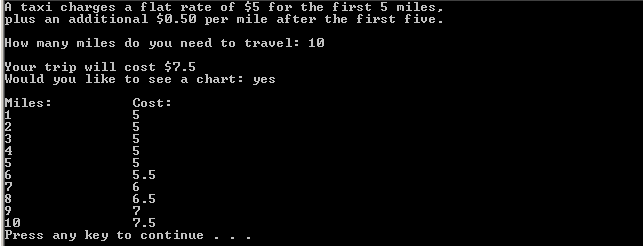 A taxi charges a flat rate of $5 for the first 5 miles,
plus an additional $0.50 per mile after the first five.
How many miles do you need to travel: 10
Your trip will cost $7.5
Would you like to see a chart: yes
Miles: Cost:
1 5
2 5
3 5
4 5
5 5
6 5.5
7 6
8 6.5
9 7
10 7.5
Press any key to continue . . .